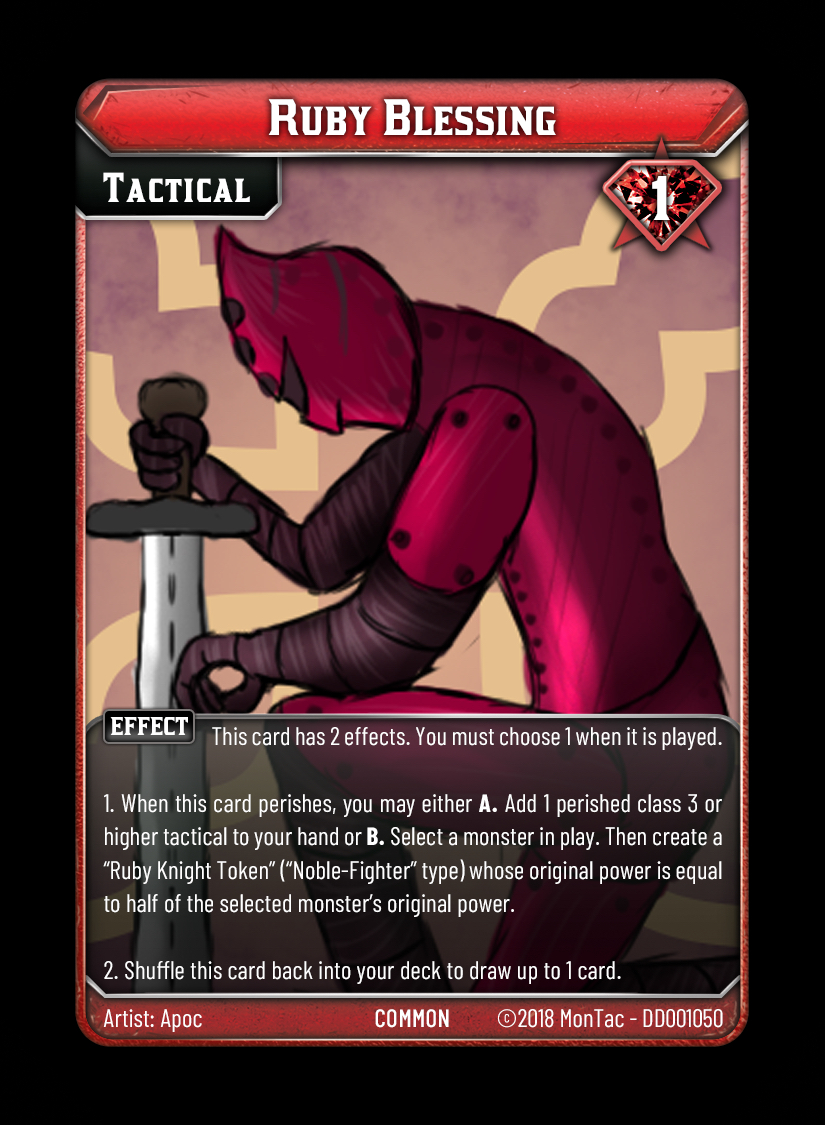 Ruby Blessing
Tactical
1
EFFECT
This card has 2 effects. You must choose 1 when it is played.
1. When this card perishes, you may either A. Add 1 perished class 3 or
higher tactical to your hand or B. Select a monster in play. Then create a
“Ruby Knight Token” (“Noble-Fighter” type) whose original power is equal
to half of the selected monster’s original power.
2. Shuffle this card back into your deck to draw up to 1 card.
Artist: Apoc COMMON ©2018 MonTac - DD001050